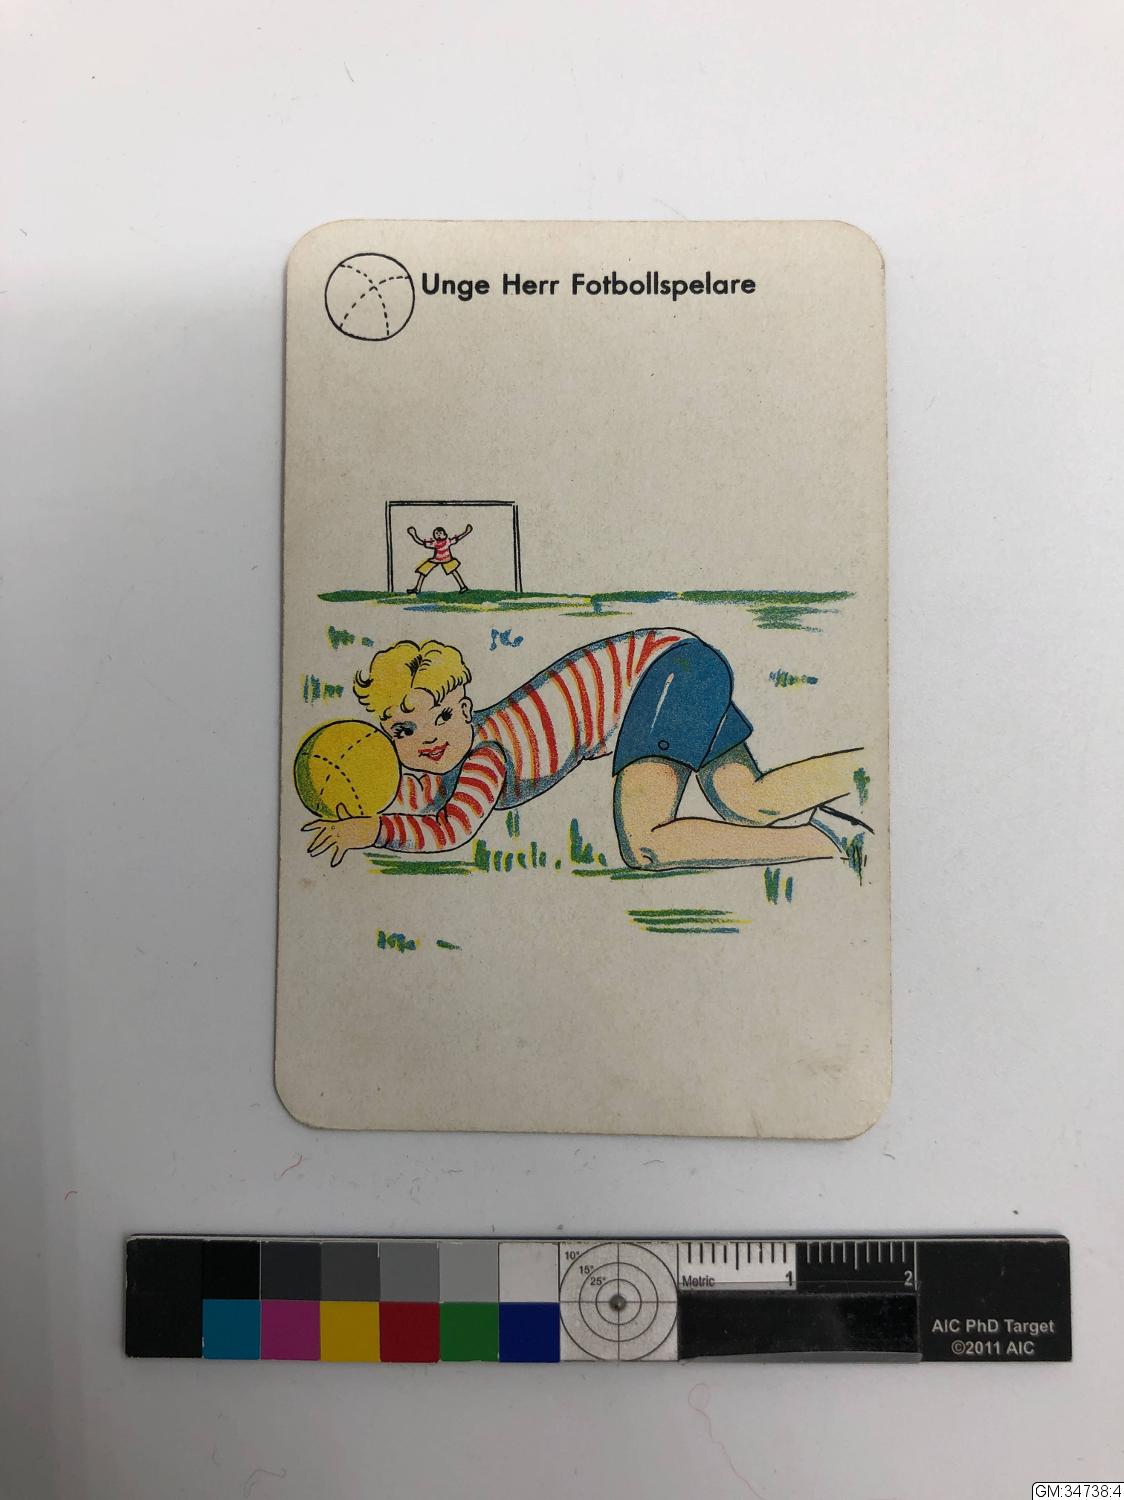 Unge Herr Fotbollspelare
10°
15°
25°
Metric 1 2
AIC PhD Target
©2011 AIC
GM:34738:4